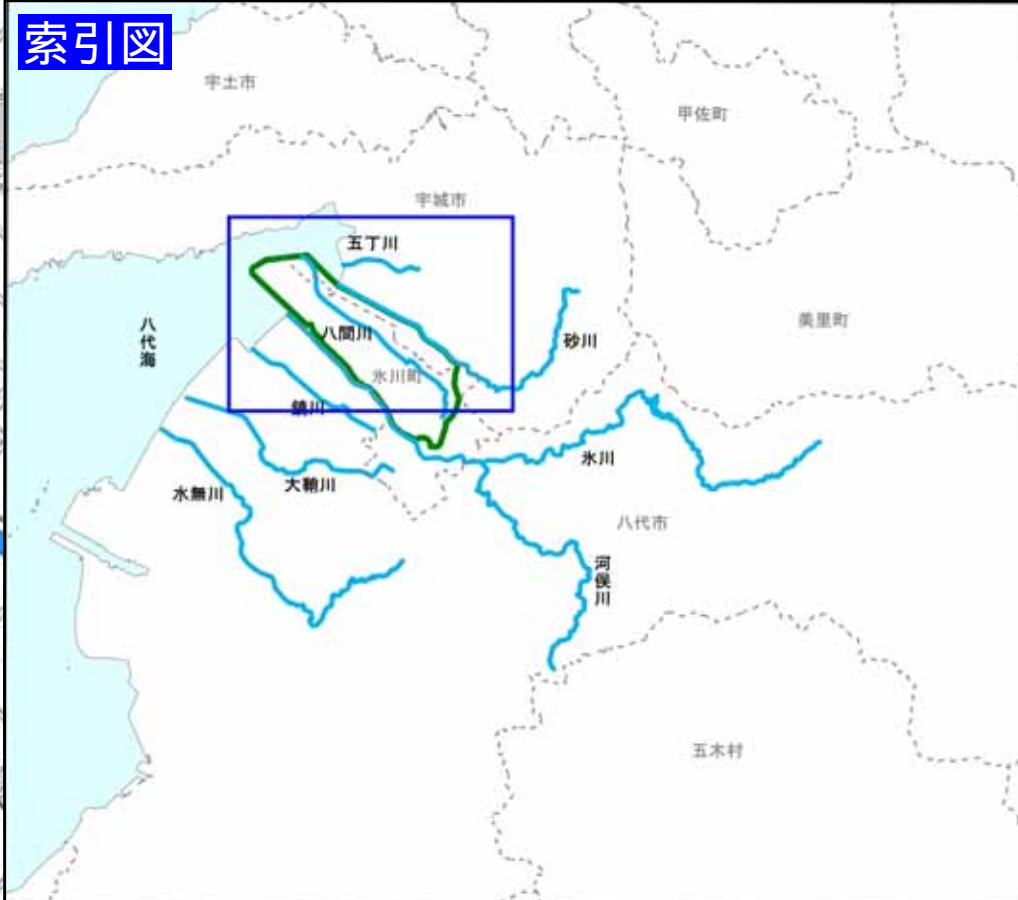 索引図
宇土市
甲佐町
宇城市
五丁川
八代海
八間川
砂川
美里町
氷川町
鏡川
氷川
大鞘川
水無川
八代市
河俣川
五木村